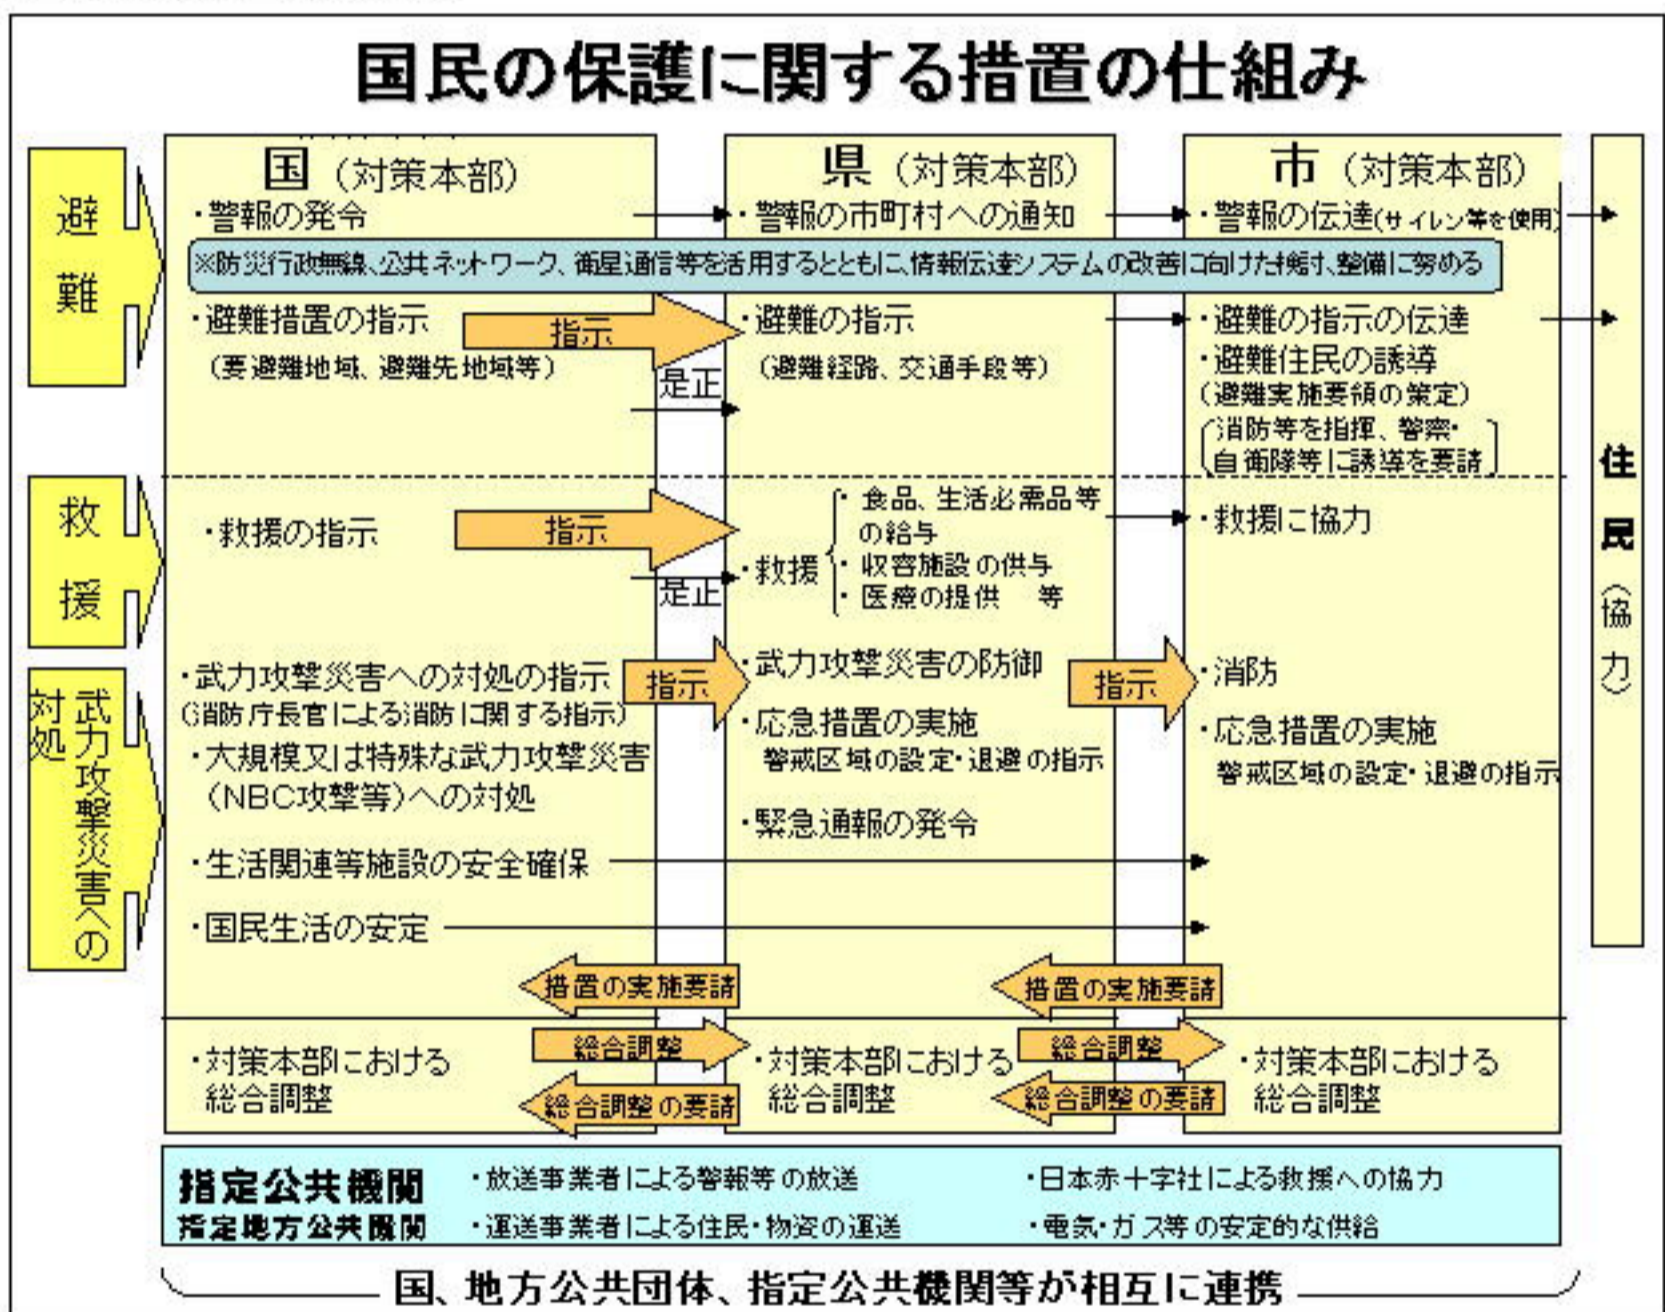 国民の保護に関する措置の仕組み
避難
国（対策本部）
県（対策本部）
市（対策本部）
・警報の発令
・警報の市町村への通知
・警報の伝達(サイレン等を使用)
※防災行政無線、公共ネットワーク、衛星通信等を活用するとともに、情報伝達システムの改善に向けた検討、整備に努める
・避難措置の指示
（要避難地域、避難先地域等）
指示
是正
・避難の指示
（避難経路、交通手段等）
・避難の指示の伝達
・避難住民の誘導
（避難実施要領の策定）
消防等を指揮、警察・
自衛隊等に誘導を要請
救援
・救援の指示
指示
是正
・救援
・食品、生活必需品等
の給与
・収容施設の供与
・医療の提供　等
・救援に協力
武力攻撃災害への
対処
・武力攻撃災害への対処の指示
（消防庁長官による消防に関する指示）
・大規模又は特殊な武力攻撃災害
（NBC攻撃等）への対処
指示
・武力攻撃災害の防御
・応急措置の実施
警戒区域の設定・退避の指示
・緊急通報の発令
指示
・消防
・応急措置の実施
警戒区域の設定・退避の指示
・生活関連等施設の安全確保
・国民生活の安定
措置の実施要請
措置の実施要請
・対策本部における
総合調整
総合調整
総合調整の要請
・対策本部における
総合調整
総合調整
総合調整の要請
・対策本部における
総合調整
住民（協力）
指定公共機関
指定地方公共機関
・放送事業者による警報等の放送
・日本赤十字社による救援への協力
・運送事業者による住民・物資の運送
・電気・ガス等の安定的な供給
国、地方公共団体、指定公共機関等が相互に連携